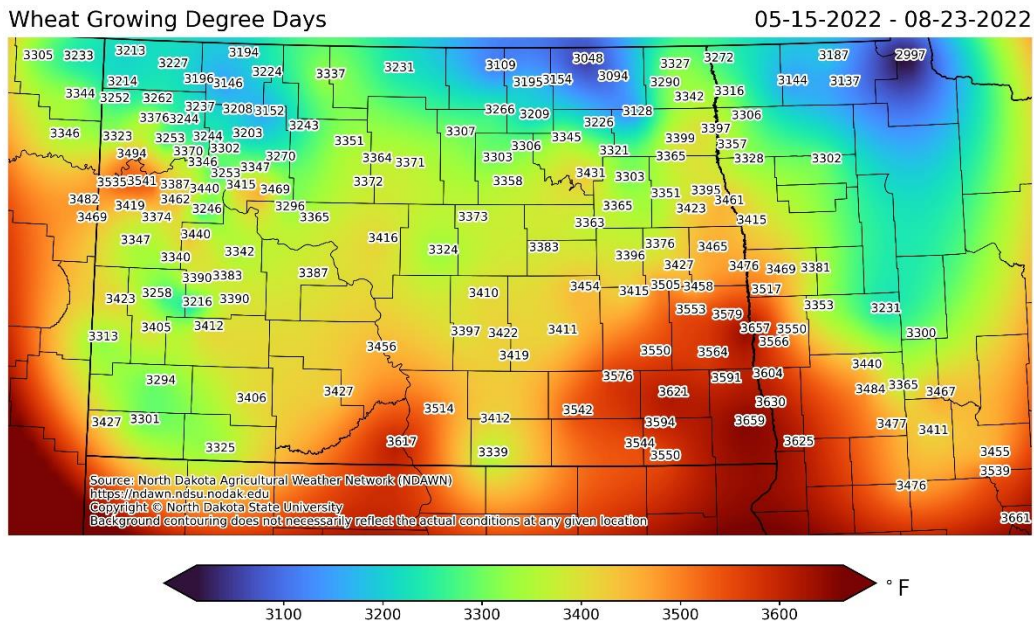 Wheat Growing Degree Days 05-15-2022 - 08-23-2022
3305 3233 3213 3227 3194 3224 3337 3231 3109 3048 3327 3272 3187 2997
3344 3252 3214 3262 3196 3146 3195 3154 3094 3290 3342 3316 3144 3137
3376 3244 3237 3208 3152 3266 3209 3226 3128 3306
3346 3323 3253 3244 3203 3243 3351 3307 3306 3345 3321 3399 3397 3357
3494 3370 3302 3346 3347 3270 3364 3371 3303 3365 3328 3302
3535 3541 3387 3253 3440 3415 3469 3372 3358 3431 3303 3351 3395 3461
3482 3469 3419 3462 3374 3246 3296 3365 3373 3365 3363 3423 3415
3347 3440 3340 3342 3416 3324 3383 3396 3376 3465
3390 3383 3387 3427 3476 3469 3381
3423 3258 3216 3390 3410 3454 3415 3505 3458 3517 3353 3231
3313 3405 3412 3397 3422 3411 3553 3579 3657 3550 3566 3300
3456 3419 3550 3564 3440
3294 3406 3427 3576 3621 3591 3604 3484 3365 3467
3427 3301 3514 3412 3542 3594 3659 3630 3477 3411
3325 3617 3339 3544 3550 3625 3455 3539
3476
3661
Source: North Dakota Agricultural Weather Network (NDAWN)
https://ndawn.ndsu.nodak.edu
Copyright © North Dakota State University
Background contouring does not necessarily reflect the actual conditions at any given location
° F
3100 3200 3300 3400 3500 3600